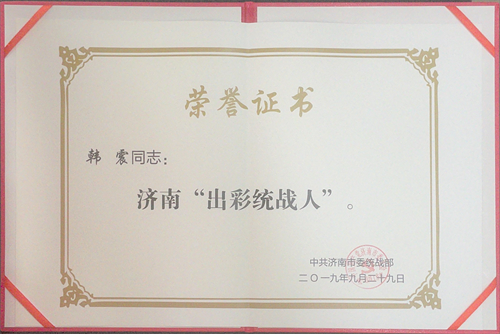 荣誉证书
韩 震同志：
济南“出彩统战人”。
中共济南市委统战部
二〇一九年九月二十九日